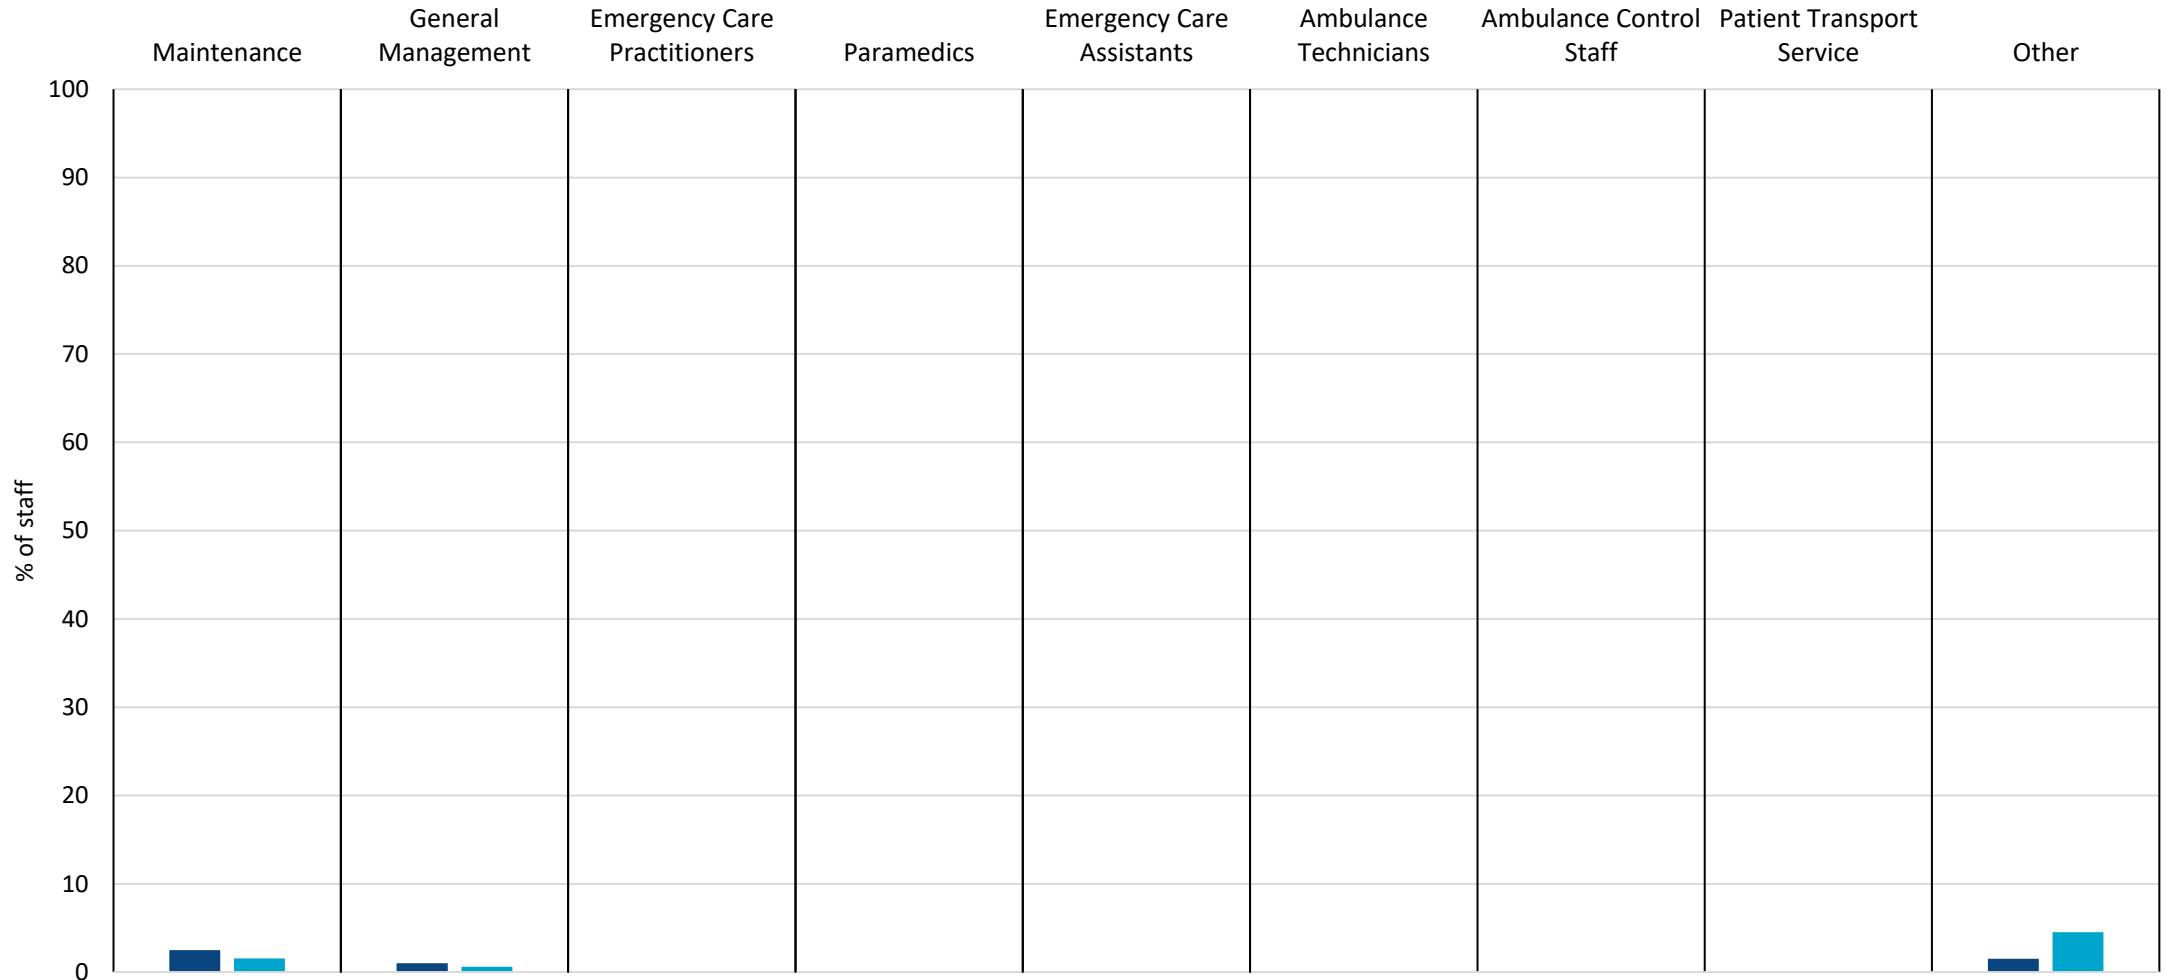 Maintenance
General
Management
Emergency Care
Practitioners
Paramedics
Emergency Care
Assistants
Ambulance
Technicians
Ambulance Control
Staff
Patient Transport
Service
Other
100
90
80
70
60
50
40
30
20
10
0
% of staff